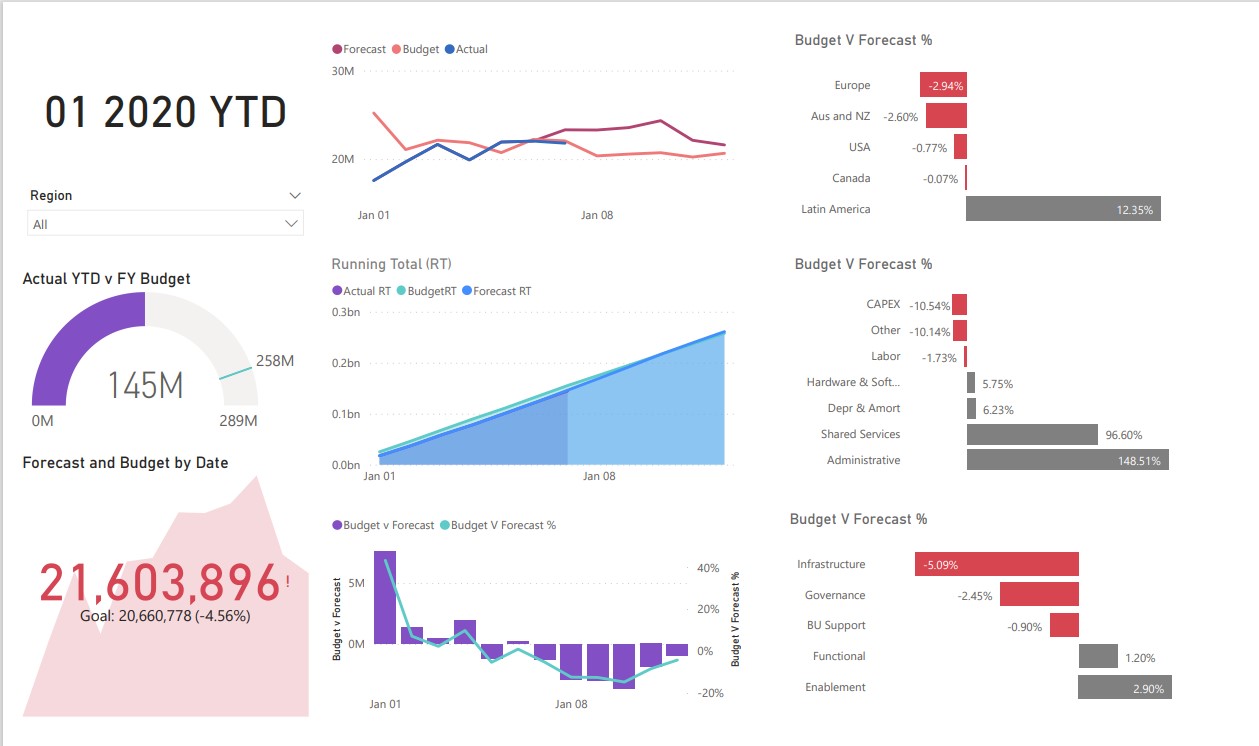 01 2020 YTD
Region
All
Actual YTD v FY Budget
258M
145M
0M
289M
Forecast and Budget by Date
21,603,896!
Goal: 20,660,778 (-4.56%)
Forecast Budget Actual
30M
20M
Jan 01 Jan 08
Running Total (RT)
Actual RT BudgetRT Forecast RT
0.3bn
0.2bn
0.1bn
0.0bn
Jan 01 Jan 08
Budget v Forecast Budget V Forecast %
Budget v Forecast
5M
0M
40%
20%
0%
-20%
Budget V Forecast %
Jan 01 Jan 08
Budget V Forecast %
Europe -2.94%
Aus and NZ -2.60%
USA -0.77%
Canada -0.07%
Latin America 12.35%
Budget V Forecast %
CAPEX -10.54%
Other -10.14%
Labor -1.73%
Hardware & Soft... 5.75%
Depr & Amort 6.23%
Shared Services 96.60%
Administrative 148.51%
Budget V Forecast %
Infrastructure -5.09%
Governance -2.45%
BU Support -0.90%
Functional 1.20%
Enablement 2.90%